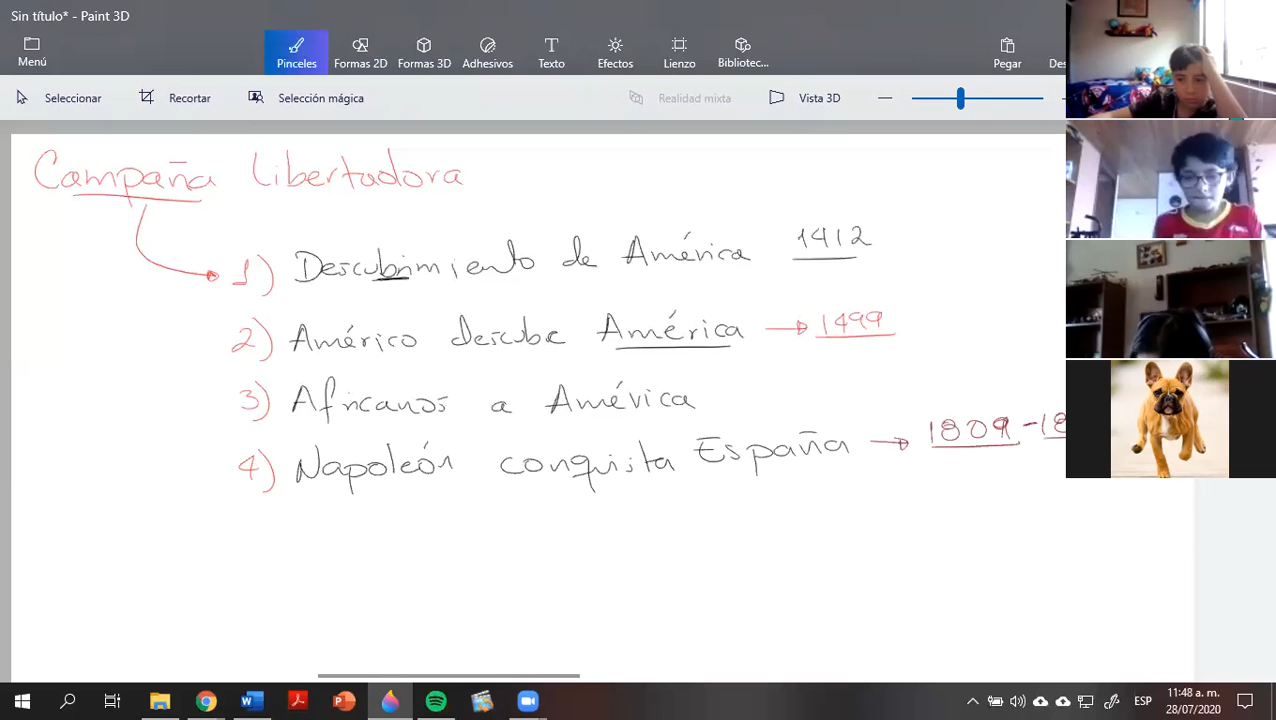 Sin título* - Paint 3D
Menú
Pinceles
Formas 2D
Formas 3D
Adhesivos
Texto
Efectos
Lienzo
Bibliotec...
Pegar
Des
Seleccionar
Recortar
Selección mágica
Realidad mixta
Vista 3D
Campaña Libertadora
1) Descubrimiento de América 1412
2) Américo descube América → 1499
3) Africanos a América
4) Napoleón conquista España → 1809-18
ESP
11:48 a. m.
28/07/2020